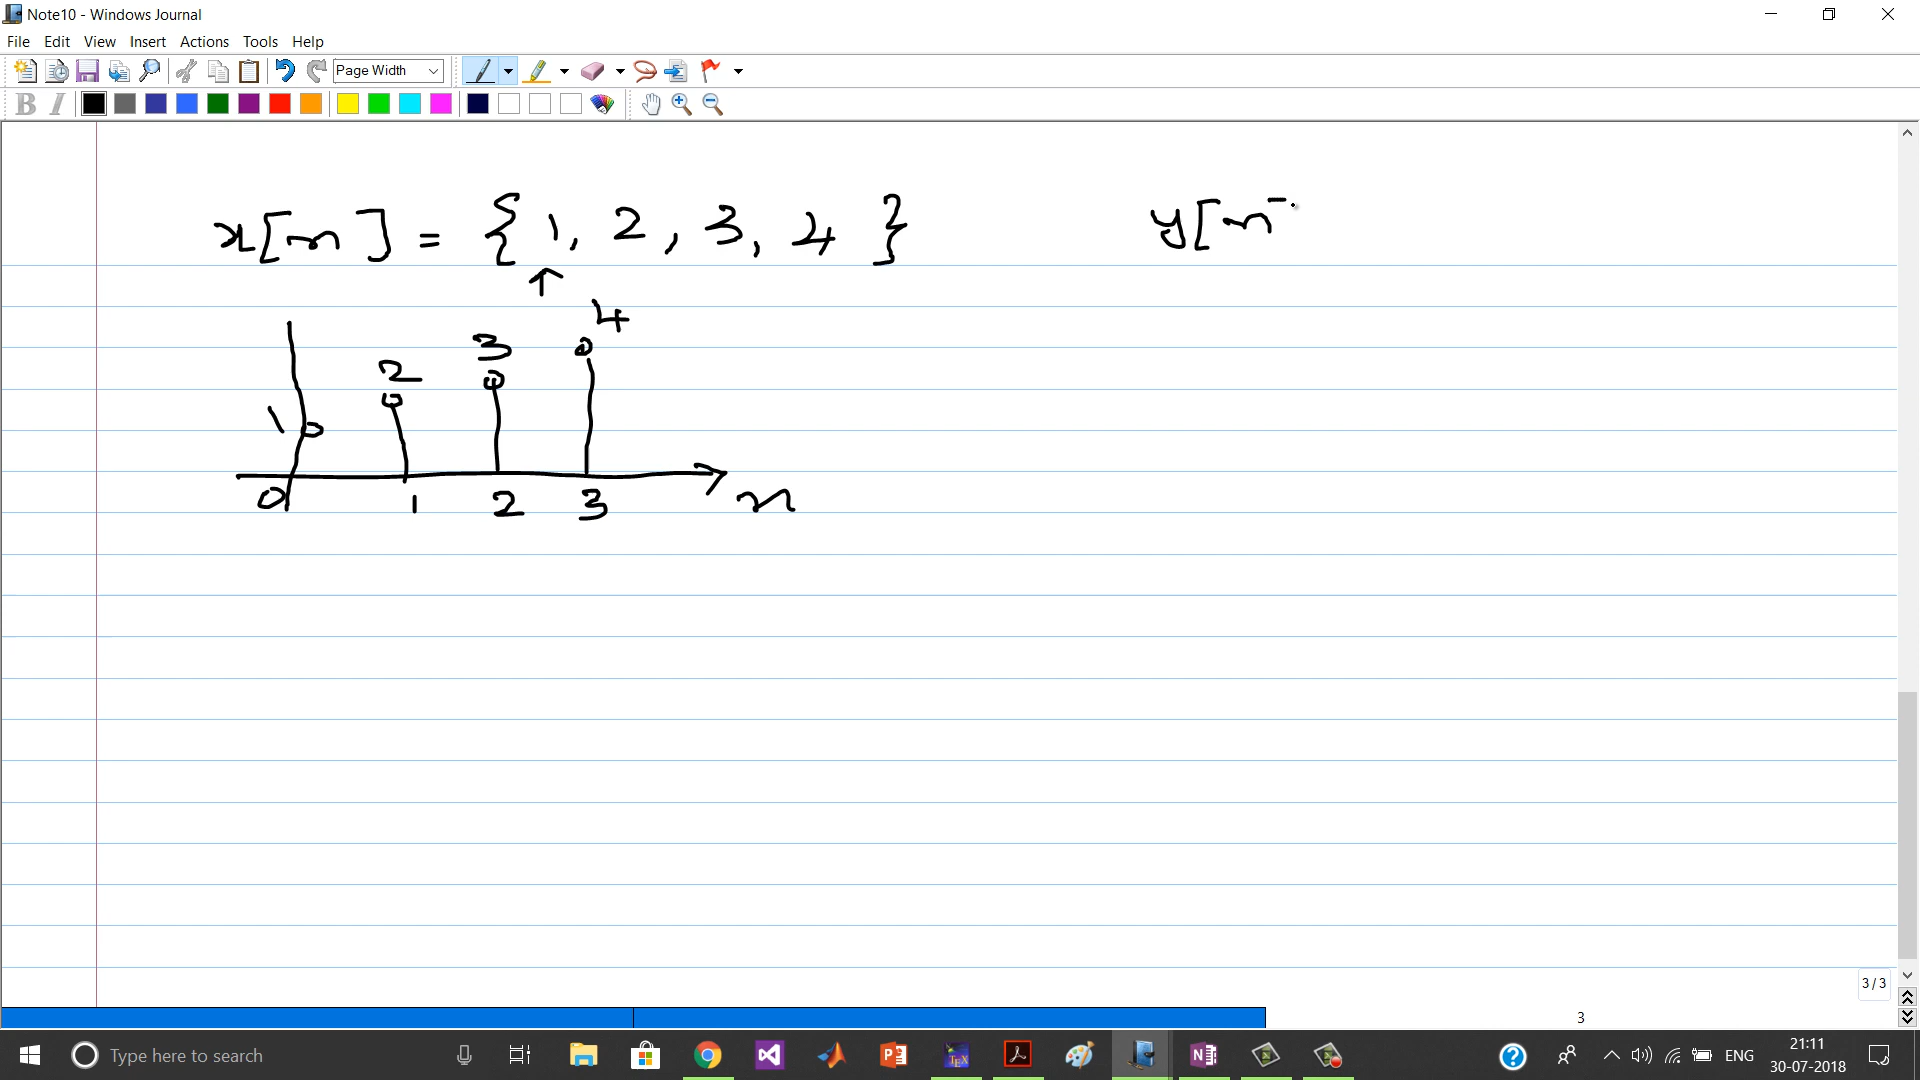 Note10 - Windows Journal
File Edit View Insert Actions Tools Help
Page Width
B I
x[n] = { 1, 2, 3, 4 }
↑
y[n
4
3
2
1
0 1 2 3 n
3 / 3
3
Type here to search
ENG
21:11
30-07-2018